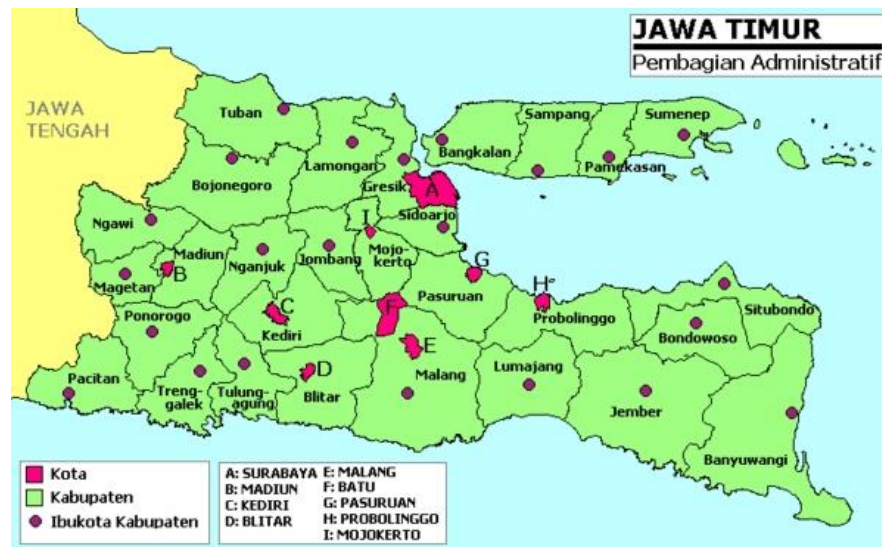 JAWA TIMUR
Pembagian Administratif
JAWA
TENGAH
Tuban
Lamongan
Bojonegoro
Gresik
A
Bangkalan
Sampang
Pamekasan
Sumenep
Sidoarjo
Ngawi
Madiun
B
Magetan
Nganjuk
Jombang
I
Mojo-
kerto
G
Pasuruan
H
Probolinggo
Situbondo
Bondowoso
Ponorogo
C
Kediri
F
E
Malang
D
Blitar
Pacitan
Treng-
galek
Tulung-
agung
Lumajang
Jember
Banyuwangi
Kota
Kabupaten
Ibukota Kabupaten
A: SURABAYA
B: MADIUN
C: KEDIRI
D: BLITAR
E: MALANG
F: BATU
G: PASURUAN
H: PROBOLINGGO
I: MOJOKERTO